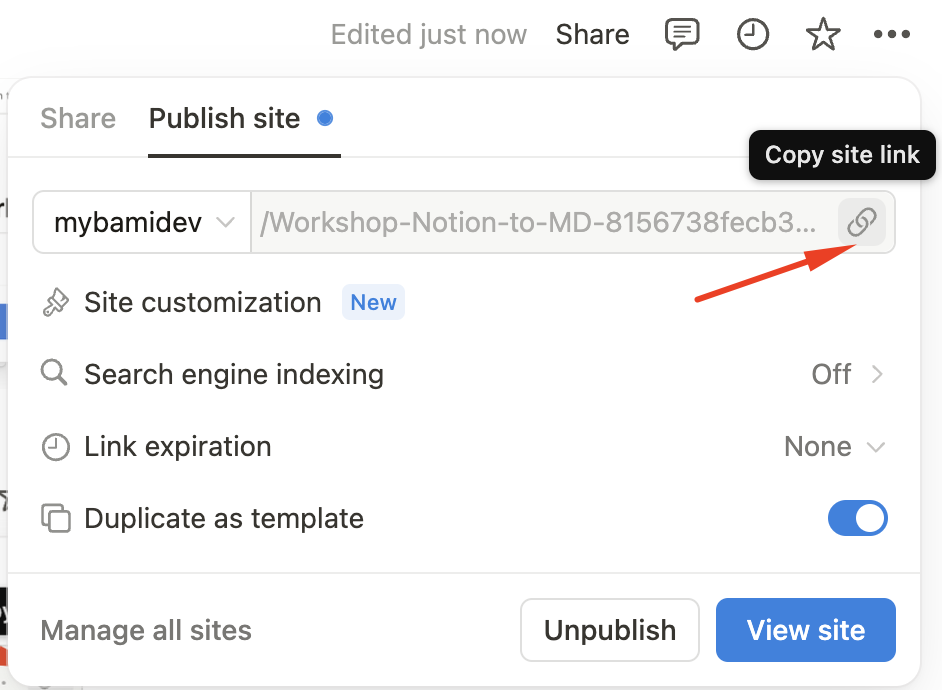 Edited just now Share
Share Publish site
Copy site link
mybamidev /Workshop-Notion-to-MD-8156738fecb3...
Site customization New
Search engine indexing Off
Link expiration None
Duplicate as template
Manage all sites Unpublish View site